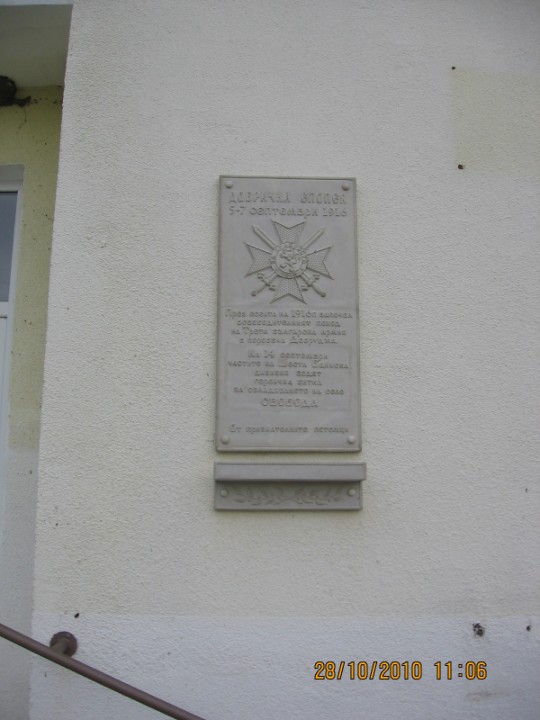 ДОБРИЧКА ЕПОПЕЯ
5-7 СЕПТЕМВРИ 1916
През есента на 1916г. започва
освободителният поход
на Трета българска армия
в поробена Добруджа.
На 14 септември
частите на Шеста Бдинска
дивизия водят
героична битка
за овладяването на село
СВОБОДА
От признателните потомци
28/10/2010 11:06